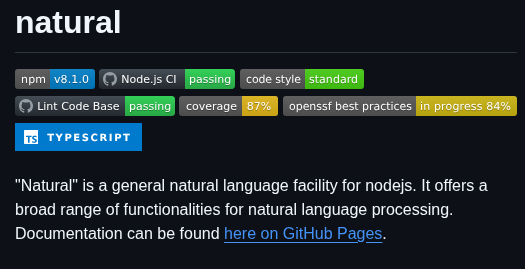 natural
npm v8.1.0 Node.js CI passing code style standard
Lint Code Base passing coverage 87% openssf best practices in progress 84%
TS TYPESCRIPT
"Natural" is a general natural language facility for nodejs. It offers a
broad range of functionalities for natural language processing.
Documentation can be found here on GitHub Pages.